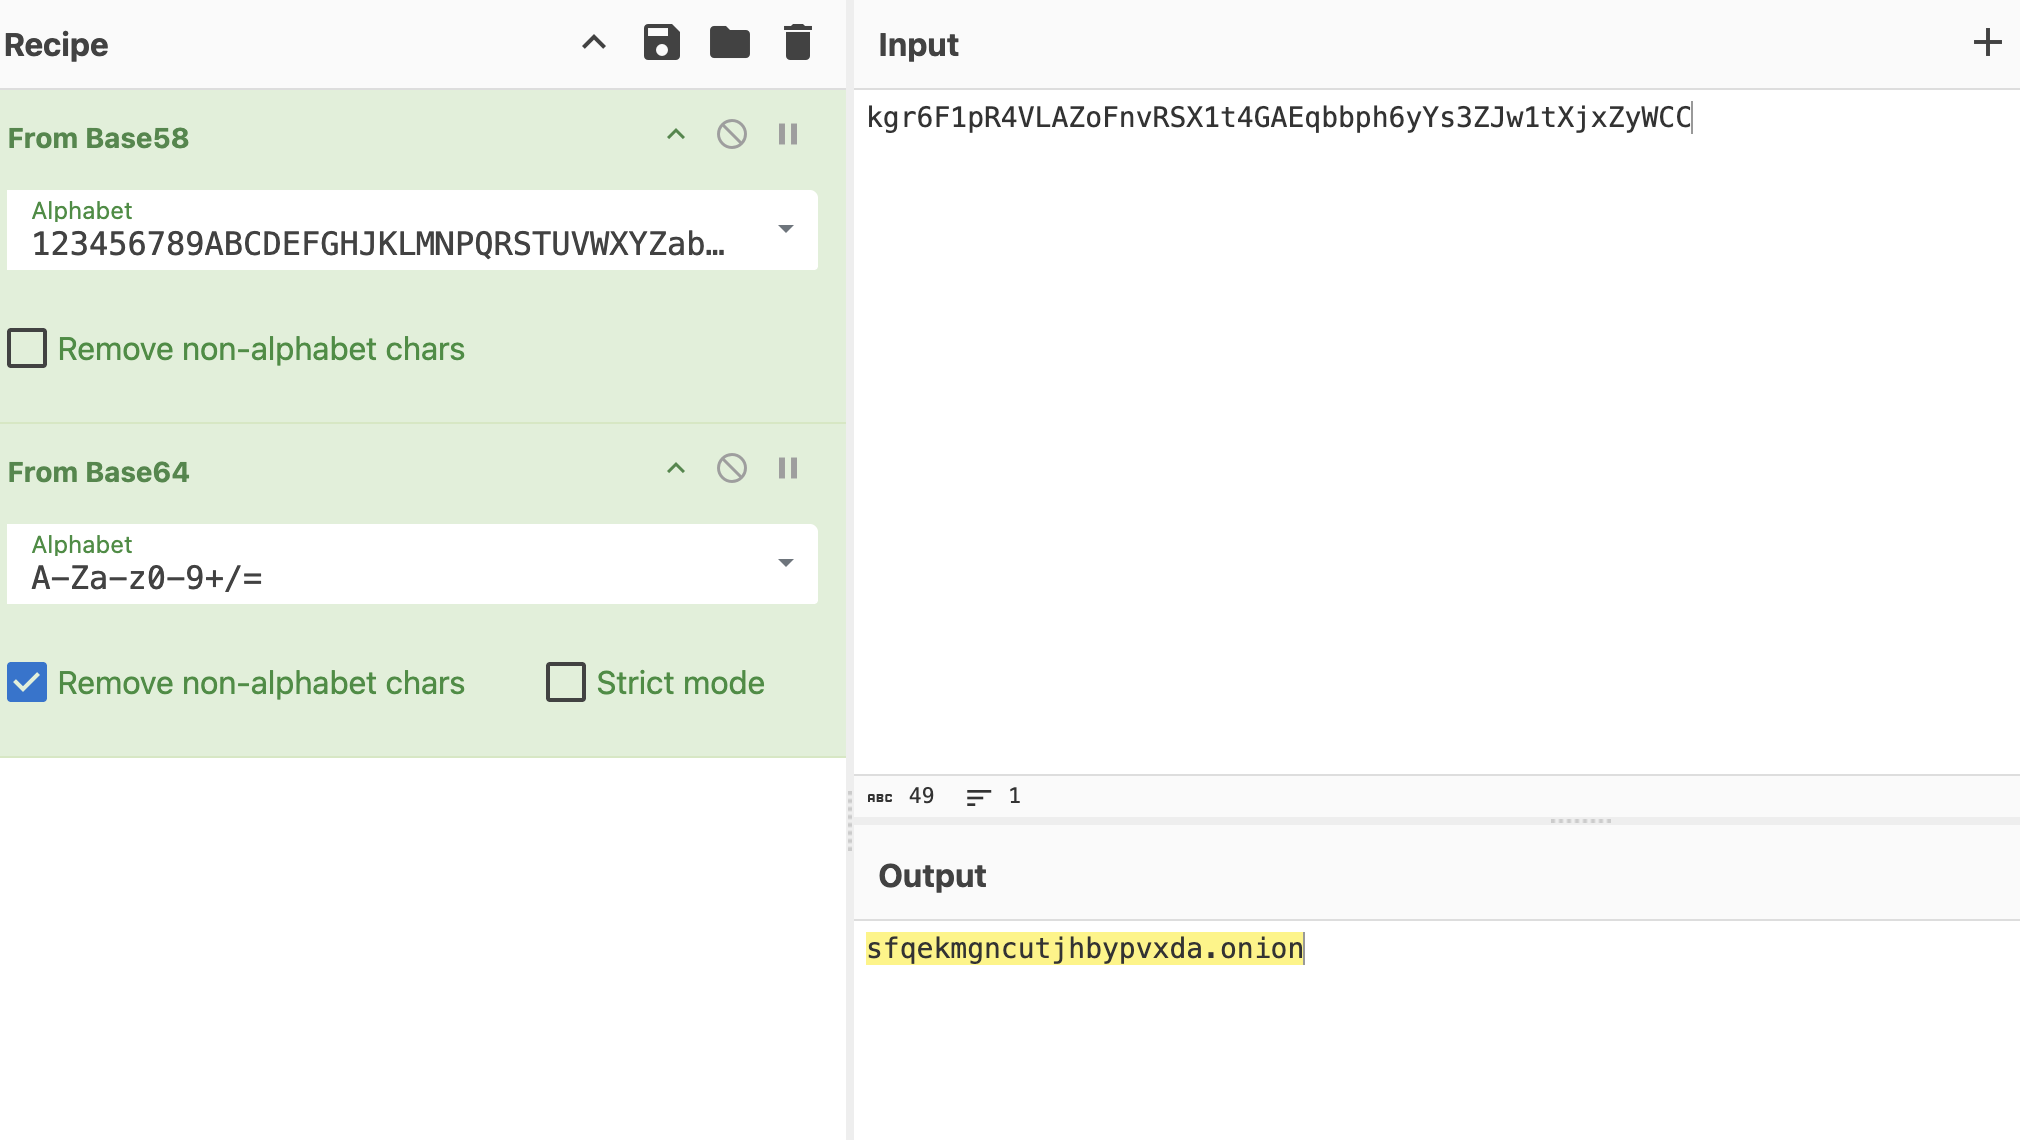 Recipe
From Base58
Alphabet
123456789ABCDEFGHJKLMNPQRSTUVWXYZab…
Remove non-alphabet chars
From Base64
Alphabet
A-Za-z0-9+/=
Remove non-alphabet chars
Strict mode
Input
kgr6F1pR4VLAZoFnvRSX1t4GAEqbbph6yYs3ZJw1tXjxZyWCC
ABC 49 1
Output
sfqekmgncutjhbypvxda.onion